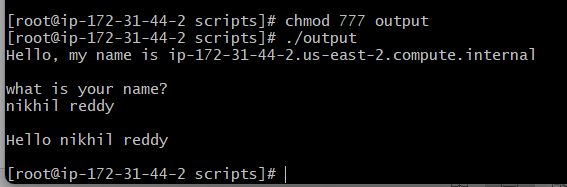 [root@ip-172-31-44-2 scripts]# chmod 777 output
[root@ip-172-31-44-2 scripts]# ./output
Hello, my name is ip-172-31-44-2.us-east-2.compute.internal
what is your name?
nikhil reddy
Hello nikhil reddy
[root@ip-172-31-44-2 scripts]#